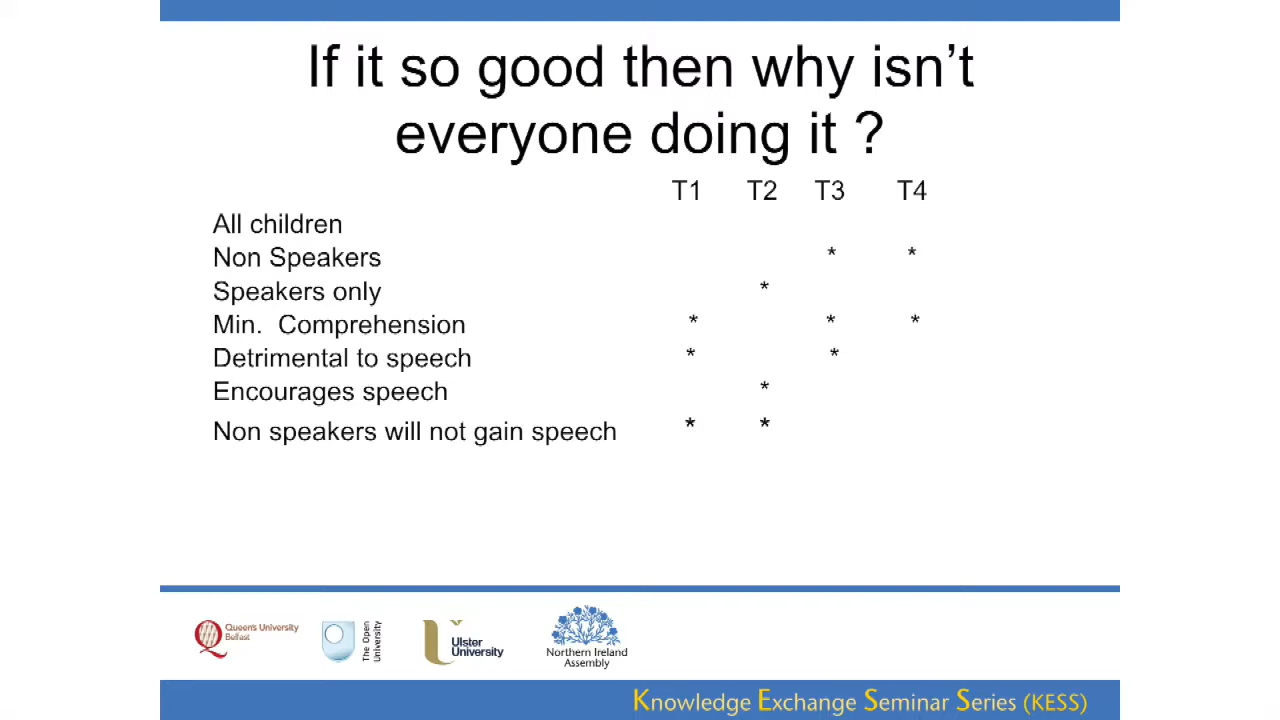 If it so good then why isn’t
everyone doing it ?
T1 T2 T3 T4
All children
Non Speakers * *
Speakers only *
Min. Comprehension * * *
Detrimental to speech * *
Encourages speech *
Non speakers will not gain speech * *
Queen's University
Belfast
The Open
University
Ulster
University
Northern Ireland
Assembly
Knowledge Exchange Seminar Series (KESS)